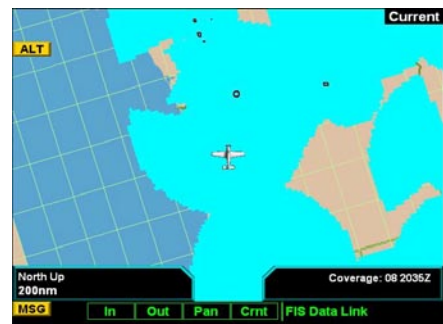 Current
ALT
North Up
200nm
Coverage: 08 2035Z
MSG In Out Pan Crnt FIS Data Link